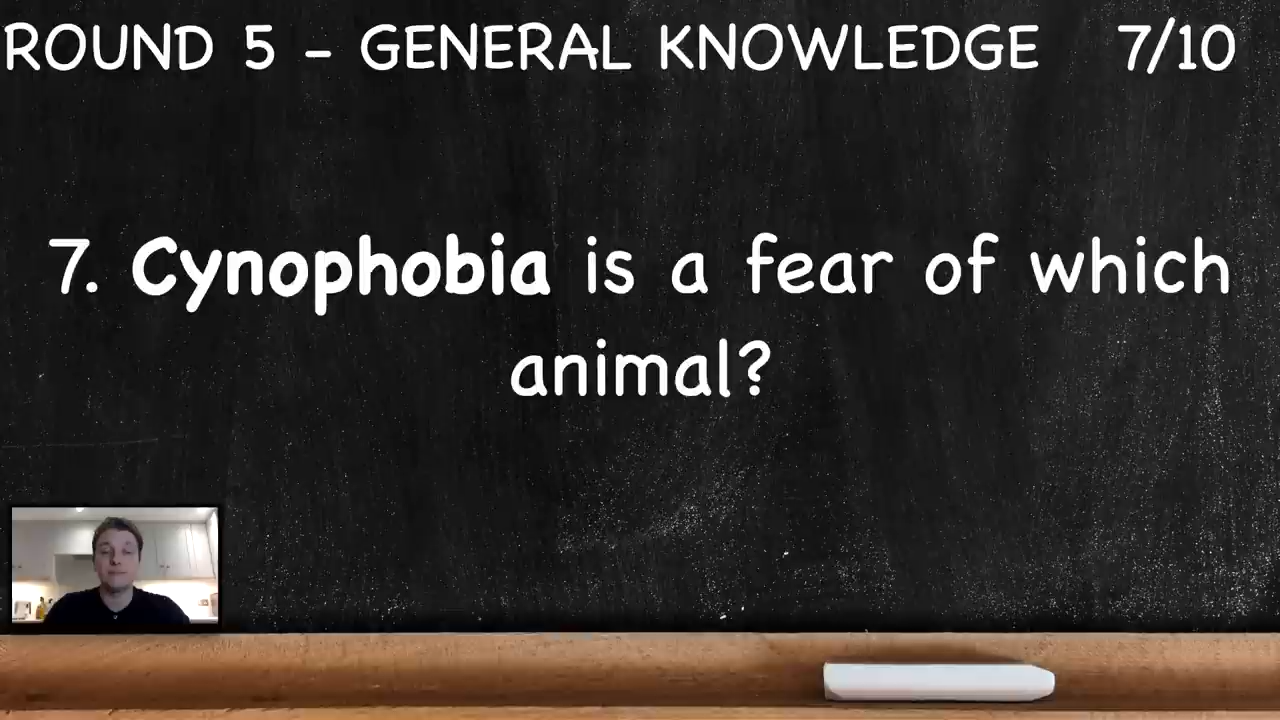 ROUND 5 - GENERAL KNOWLEDGE 7/10
7. Cynophobia is a fear of which
animal?